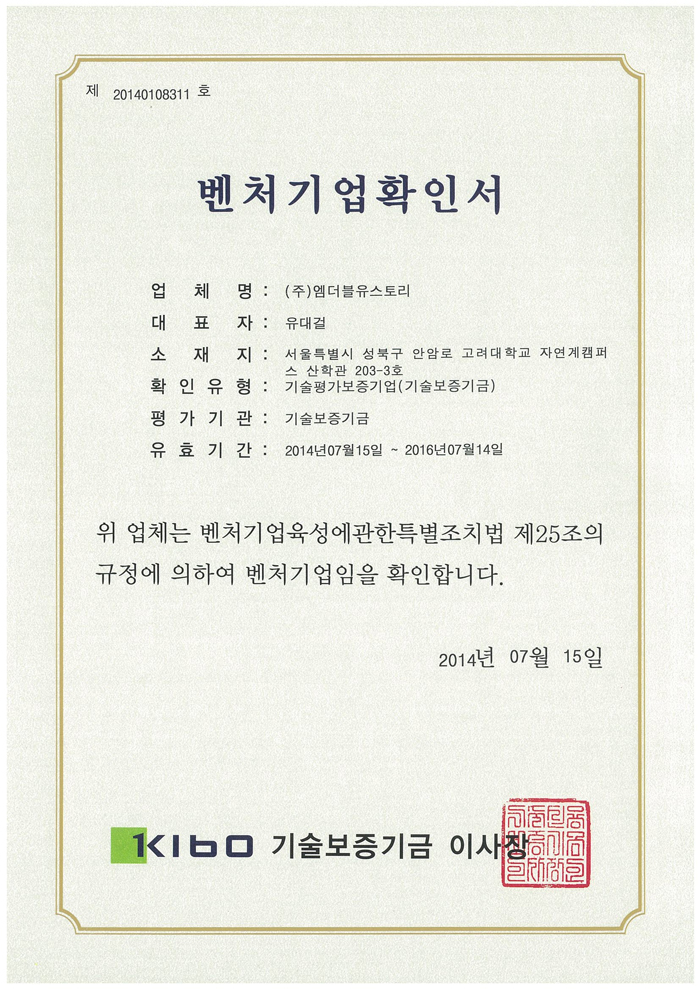 제 20140108311 호
벤처기업확인서
업 체 명 : (주)엠더블유스토리
대 표 자 : 유대걸
소 재 지 : 서울특별시 성북구 안암로 고려대학교 자연계캠퍼
스 산학관 203-3호
확 인 유 형 : 기술평가보증기업(기술보증기금)
평 가 기 관 : 기술보증기금
유 효 기 간 : 2014년07월15일 ~ 2016년07월14일
위 업체는 벤처기업육성에관한특별조치법 제25조의
규정에 의하여 벤처기업임을 확인합니다.
2014년 07월 15일
KIBO 기술보증기금 이사장